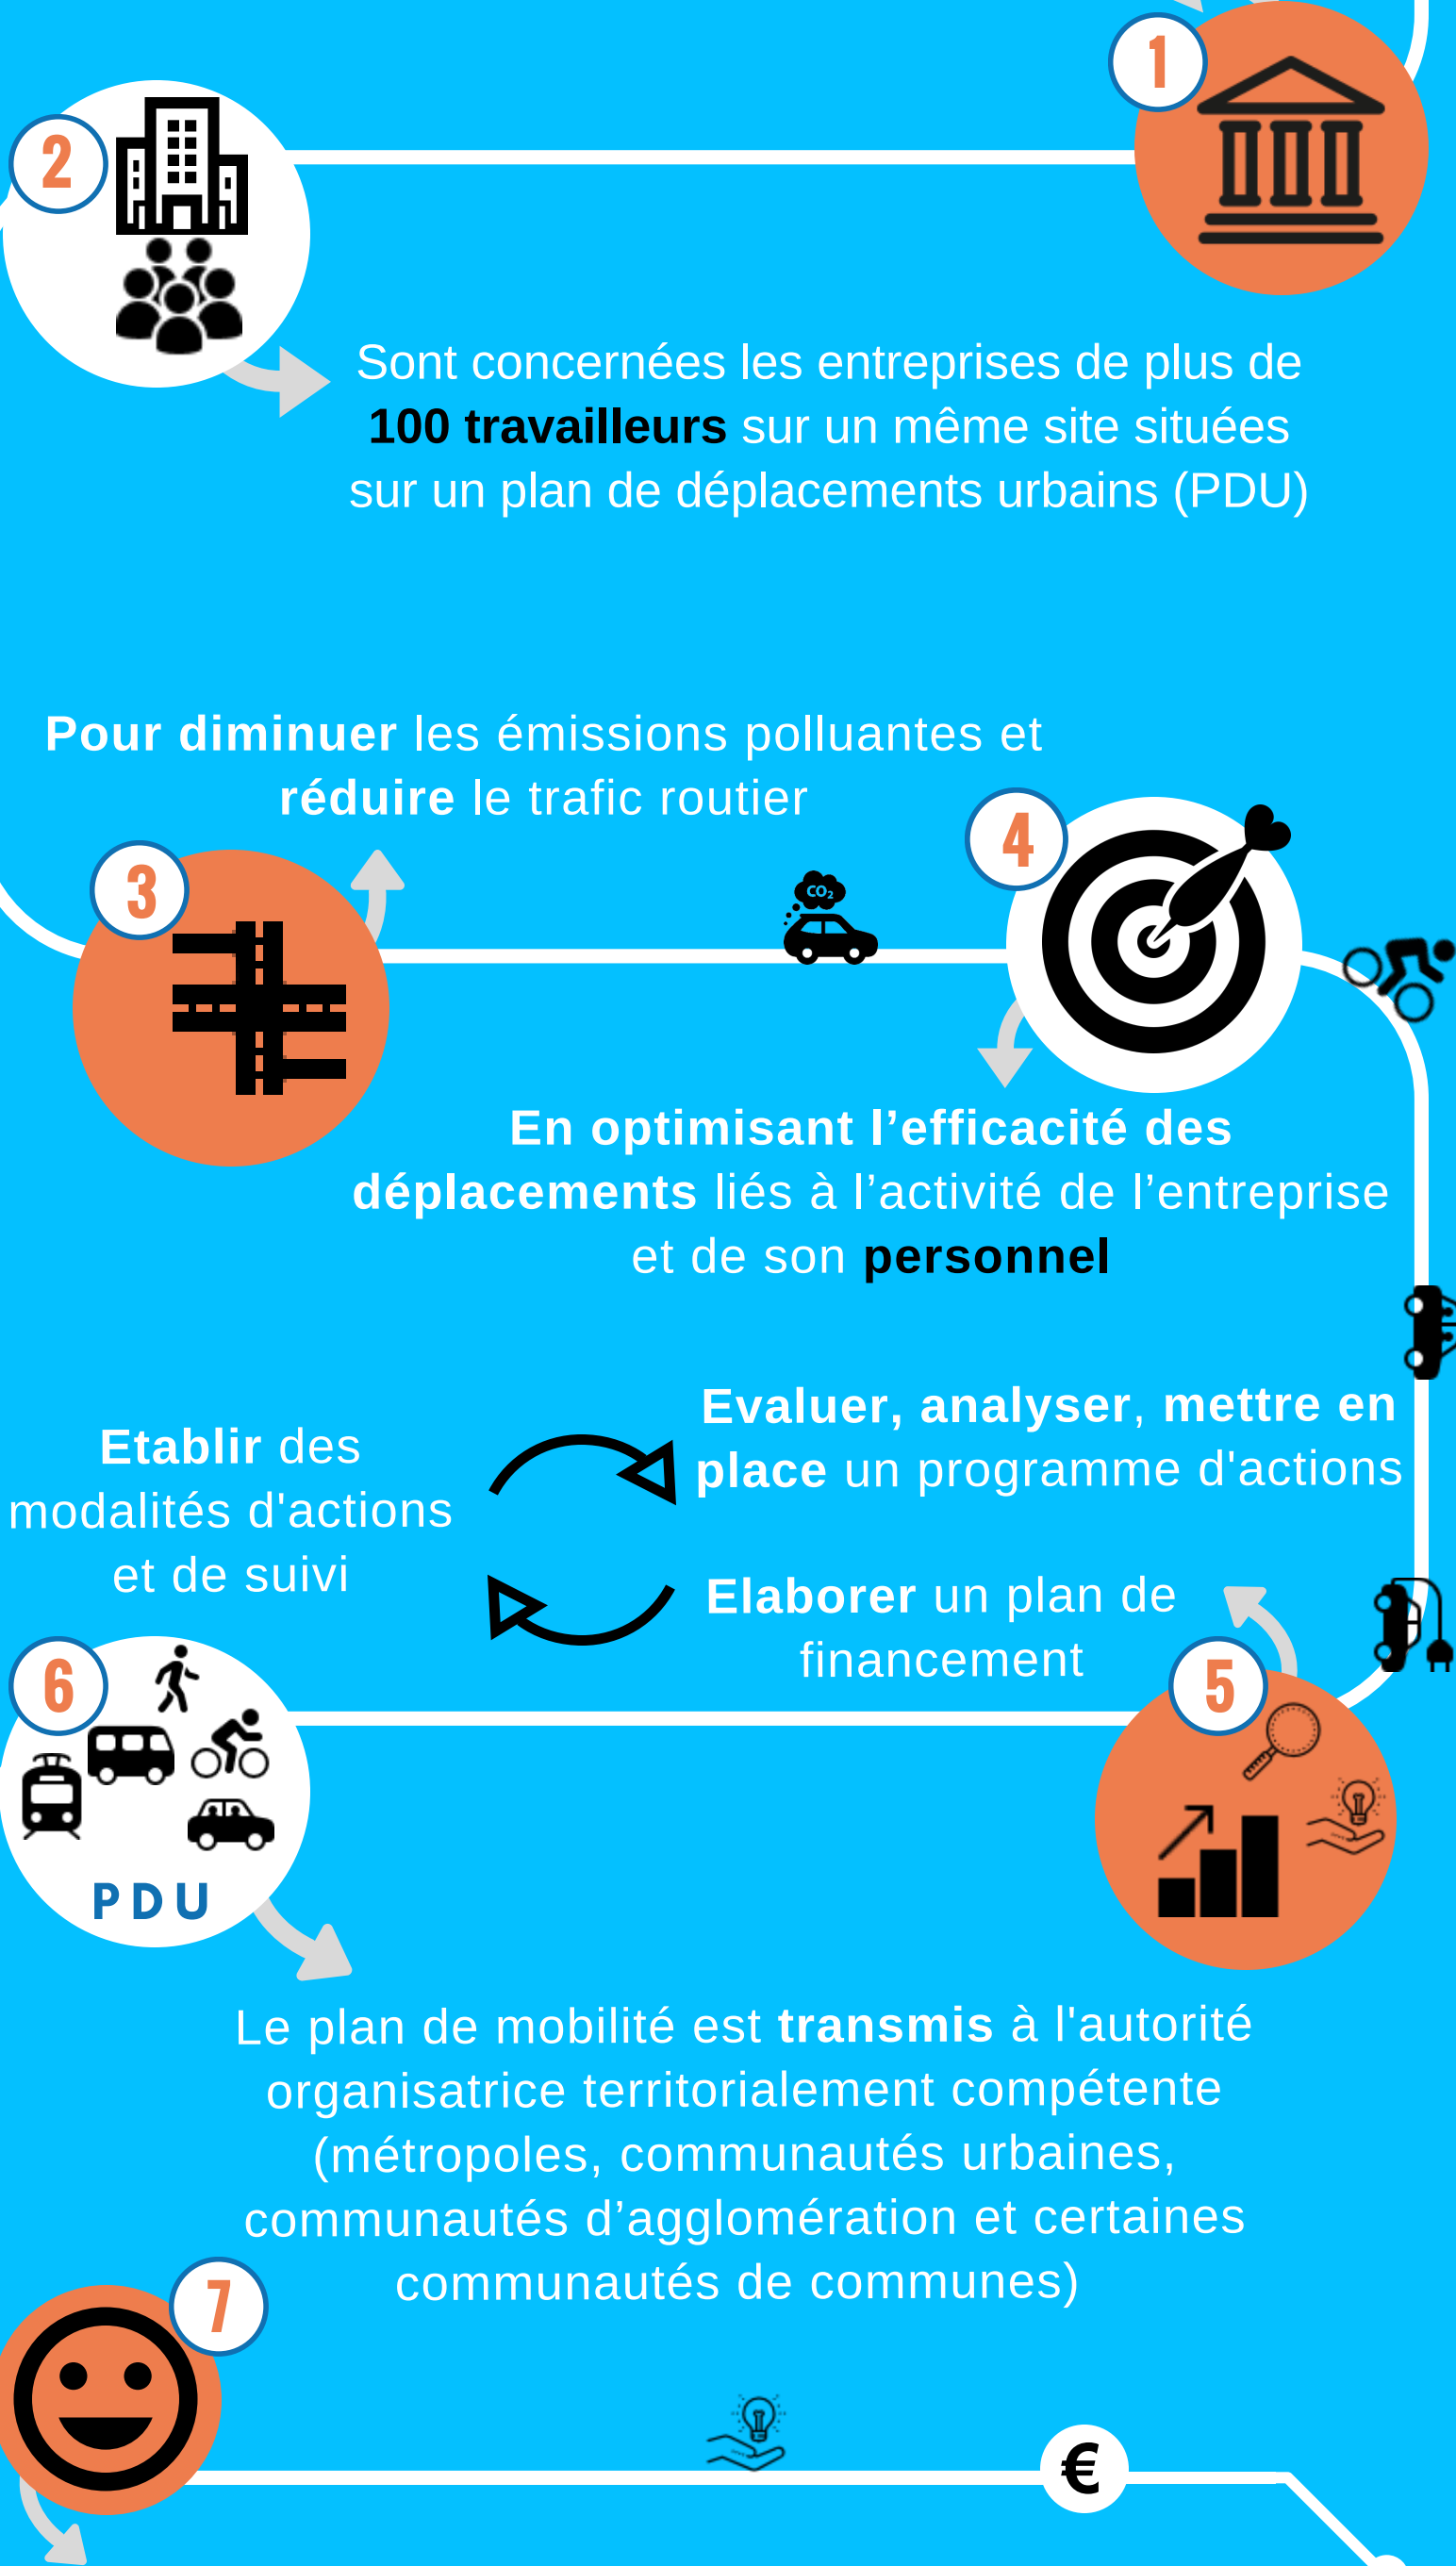 1
2
Sont concernées les entreprises de plus de
100 travailleurs sur un même site situées
sur un plan de déplacements urbains (PDU)
Pour diminuer les émissions polluantes et
réduire le trafic routier
3
4
CO₂
En optimisant l’efficacité des
déplacements liés à l’activité de l’entreprise
et de son personnel
Evaluer, analyser, mettre en
place un programme d'actions
Elaborer un plan de
financement
5
Etablir des
modalités d'actions
et de suivi
6
PDU
Le plan de mobilité est transmis à l'autorité
organisatrice territorialement compétente
(métropoles, communautés urbaines,
communautés d’agglomération et certaines
communautés de communes)
7
€